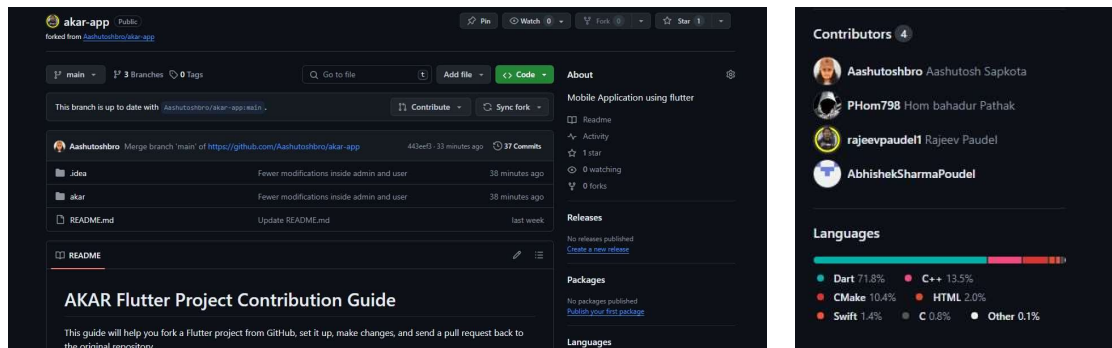 akar-app Public
Pin
Watch 0
Fork 0
Star 1
forked from Aashutoshbro/akar-app
main
3 Branches
0 Tags
Go to file
t
Add file
<> Code
This branch is up to date with Aashutoshbro/akar-app:main .
Contribute
Sync fork
Aashutoshbro Merge branch 'main' of https://github.com/Aashutoshbro/akar-app
443eef3 · 33 minutes ago
37 Commits
.idea Fewer modifications inside admin and user 38 minutes ago
akar Fewer modifications inside admin and user 38 minutes ago
README.md Update README.md last week
README
AKAR Flutter Project Contribution Guide
This guide will help you fork a Flutter project from GitHub, set it up, make changes, and send a pull request back to
the original repository.
About
Mobile Application using flutter
Readme
Activity
1 star
0 watching
0 forks
Releases
No releases published
Create a new release
Packages
No packages published
Publish your first package
Languages
Contributors 4
Aashutoshbro Aashutosh Sapkota
PHom798 Hom bahadur Pathak
rajeevpaudel1 Rajeev Paudel
AbhishekSharmaPoudel
Languages
Dart 71.8% C++ 13.5%
CMake 10.4% HTML 2.0%
Swift 1.4% C 0.8% Other 0.1%